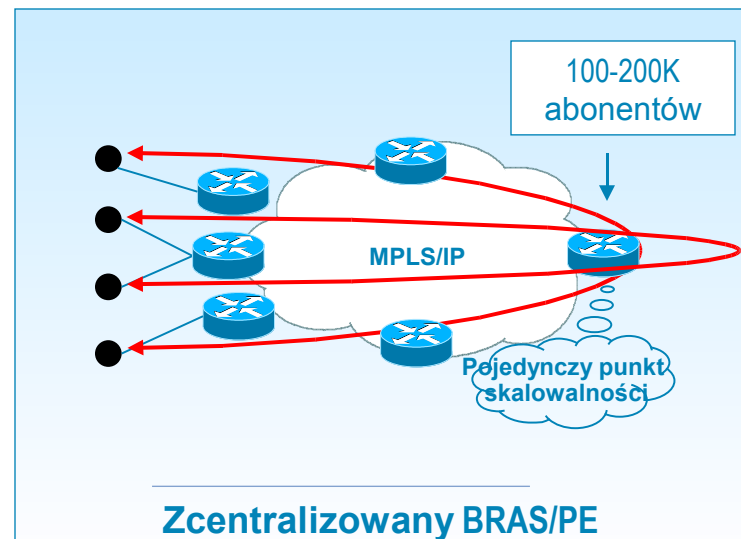 100-200K
abonentów
MPLS/IP
Pojedynczy punkt
skalowalności
Zcentralizowany BRAS/PE